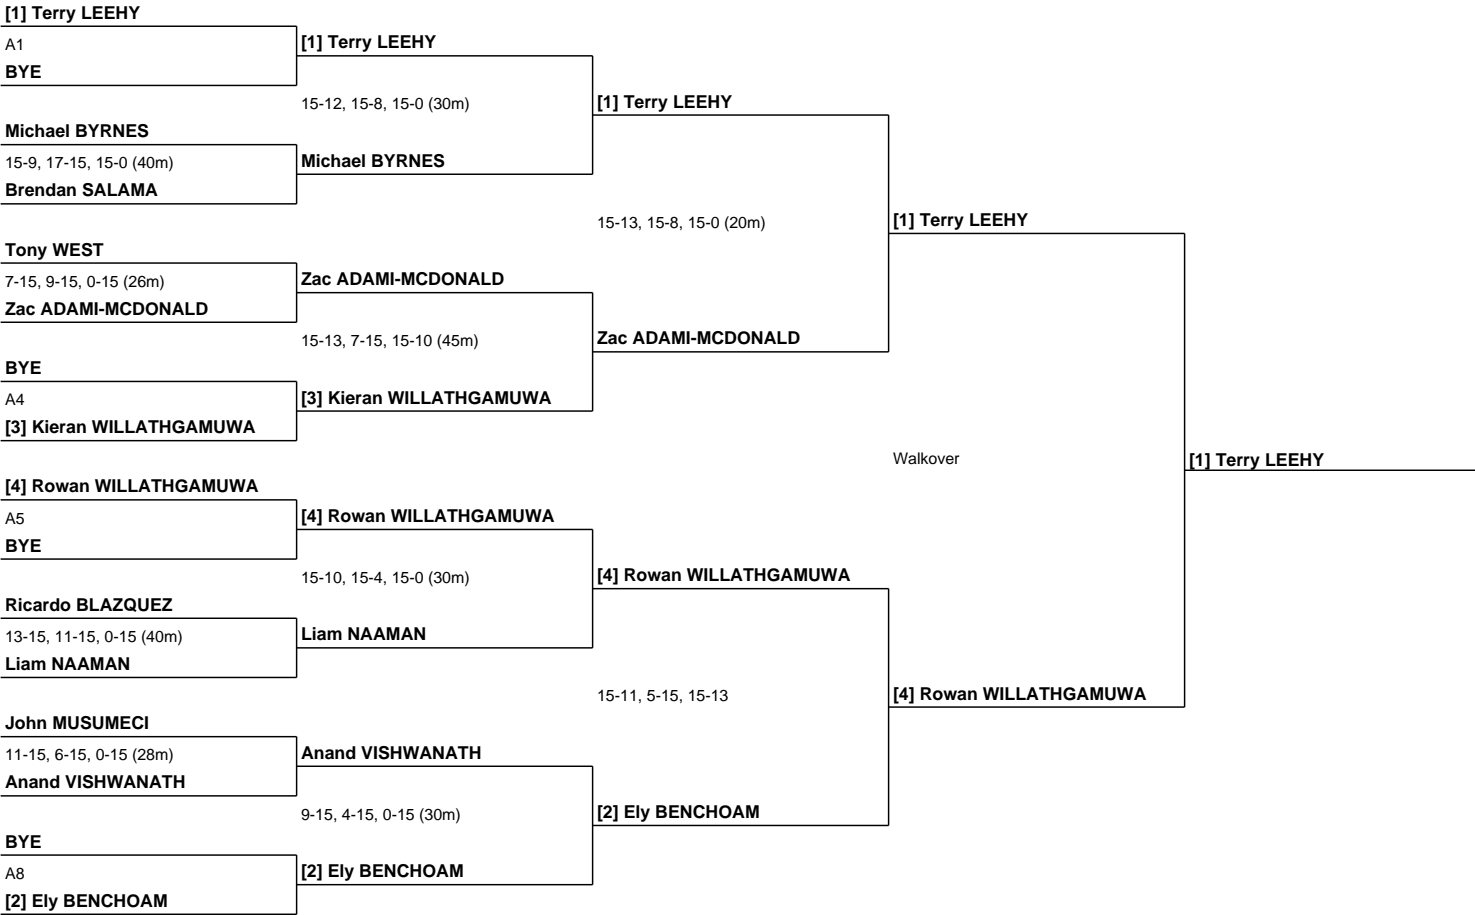 [1] Terry LEEHY
A1
BYE
Michael BYRNES
15-9, 17-15, 15-0 (40m)
Brendan SALAMA
Tony WEST
7-15, 9-15, 0-15 (26m)
Zac ADAMI-MCDONALD
BYE
A4
[3] Kieran WILLATHGAMUWA
[4] Rowan WILLATHGAMUWA
A5
BYE
Ricardo BLAZQUEZ
13-15, 11-15, 0-15 (40m)
Liam NAAMAN
John MUSUMECI
11-15, 6-15, 0-15 (28m)
Anand VISHWANATH
BYE
A8
[2] Ely BENCHOAM
[1] Terry LEEHY
15-12, 15-8, 15-0 (30m)
Michael BYRNES
Zac ADAMI-MCDONALD
15-13, 7-15, 15-10 (45m)
[3] Kieran WILLATHGAMUWA
[4] Rowan WILLATHGAMUWA
15-10, 15-4, 15-0 (30m)
Liam NAAMAN
Anand VISHWANATH
9-15, 4-15, 0-15 (30m)
[2] Ely BENCHOAM
[1] Terry LEEHY
15-13, 15-8, 15-0 (20m)
Zac ADAMI-MCDONALD
[4] Rowan WILLATHGAMUWA
15-11, 5-15, 15-13
[2] Ely BENCHOAM
[1] Terry LEEHY
Walkover
[4] Rowan WILLATHGAMUWA
[1] Terry LEEHY